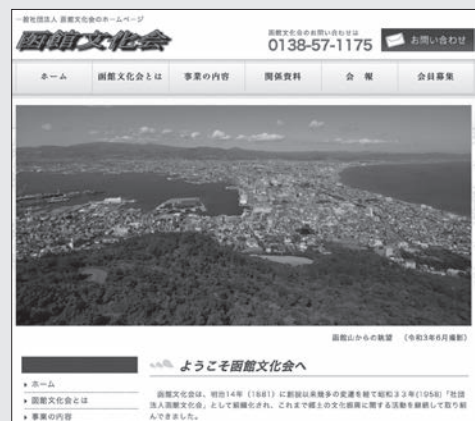 一般社団法人 函館文化会のホームページ
函館文化会
函館文化会のお問い合わせは
0138-57-1175
お問い合わせ
ホーム
函館文化会とは
事業の内容
関係資料
会 報
会員募集
函館山からの眺望 （令和3年6月撮影）
ホーム
函館文化会とは
事業の内容
ようこそ函館文化会へ
函館文化会は、明治14年（1881）に創設以来幾多の変遷を経て昭和３３年(1958)「社団
法人函館文化会」として組織化され、これまで郷土の文化振興に関する活動を継続して取り組
んできました。